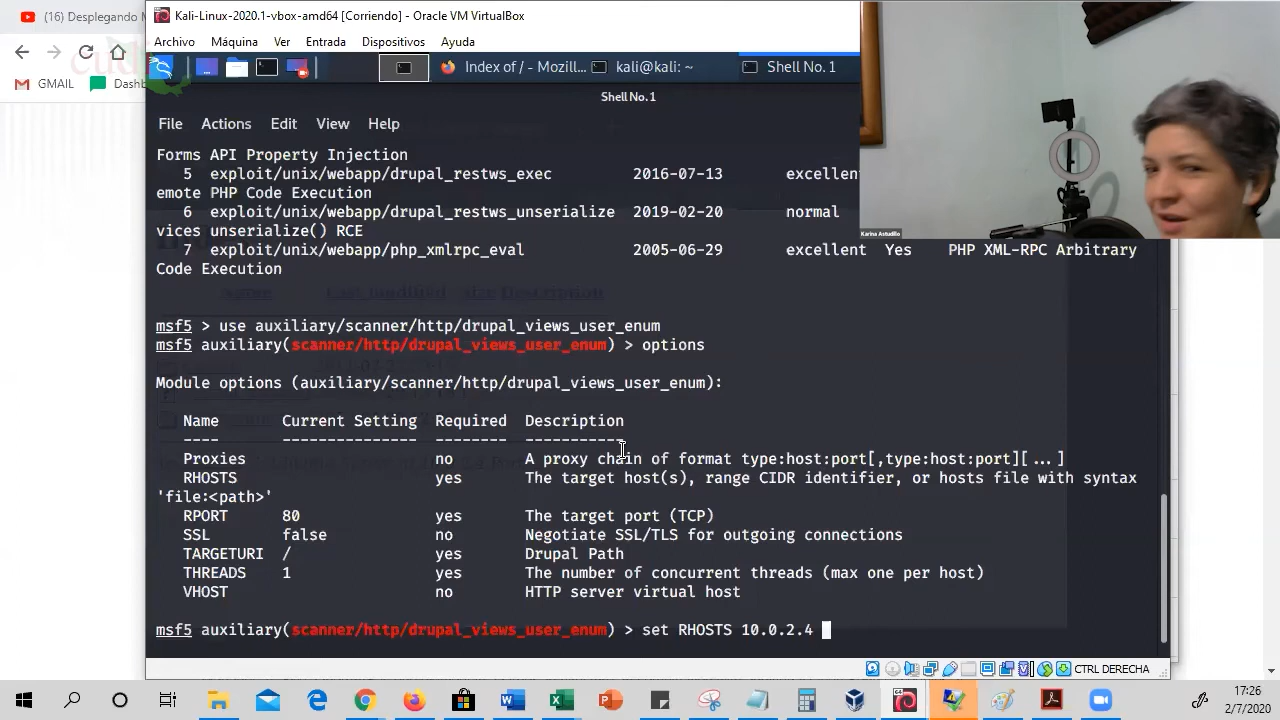 (16) Desplegando M
Kali-Linux-2020.1-vbox-amd64 [Corriendo] - Oracle VM VirtualBox
Archivo Máquina Ver Entrada Dispositivos Ayuda
Index of / - Mozill... kali@kali: ~ Shell No. 1
GMAIL Dashb
Shell No.1
File Actions Edit View Help
Forms API Property Injection
5 exploit/unix/webapp/drupal_restws_exec 2016-07-13 excellent
emote PHP Code Execution
6 exploit/unix/webapp/drupal_restws_unserialize 2019-02-20 normal
vices unserialize() RCE
Karina Astudillo
7 exploit/unix/webapp/php_xmlrpc_eval 2005-06-29 excellent Yes PHP XML-RPC Arbitrary
Code Execution
Name Last modified Size Description
msf5 > use auxiliary/scanner/http/drupal_views_user_enum
msf5 auxiliary(scanner/http/drupal_views_user_enum) > options
Module options (auxiliary/scanner/http/drupal_views_user_enum):
Name Current Setting Required Description
---- --------------- -------- -----------
Proxies no A proxy chain of format type:host:port[,type:host:port][...]
RHOSTS yes The target host(s), range CIDR identifier, or hosts file with syntax
'file:<path>'
RPORT 80 yes The target port (TCP)
SSL false no Negotiate SSL/TLS for outgoing connections
TARGETURI / yes Drupal Path
THREADS 1 yes The number of concurrent threads (max one per host)
VHOST no HTTP server virtual host
msf5 auxiliary(scanner/http/drupal_views_user_enum) > set RHOSTS 10.0.2.4
CTRL DERECHA
17:26
2/7/2020